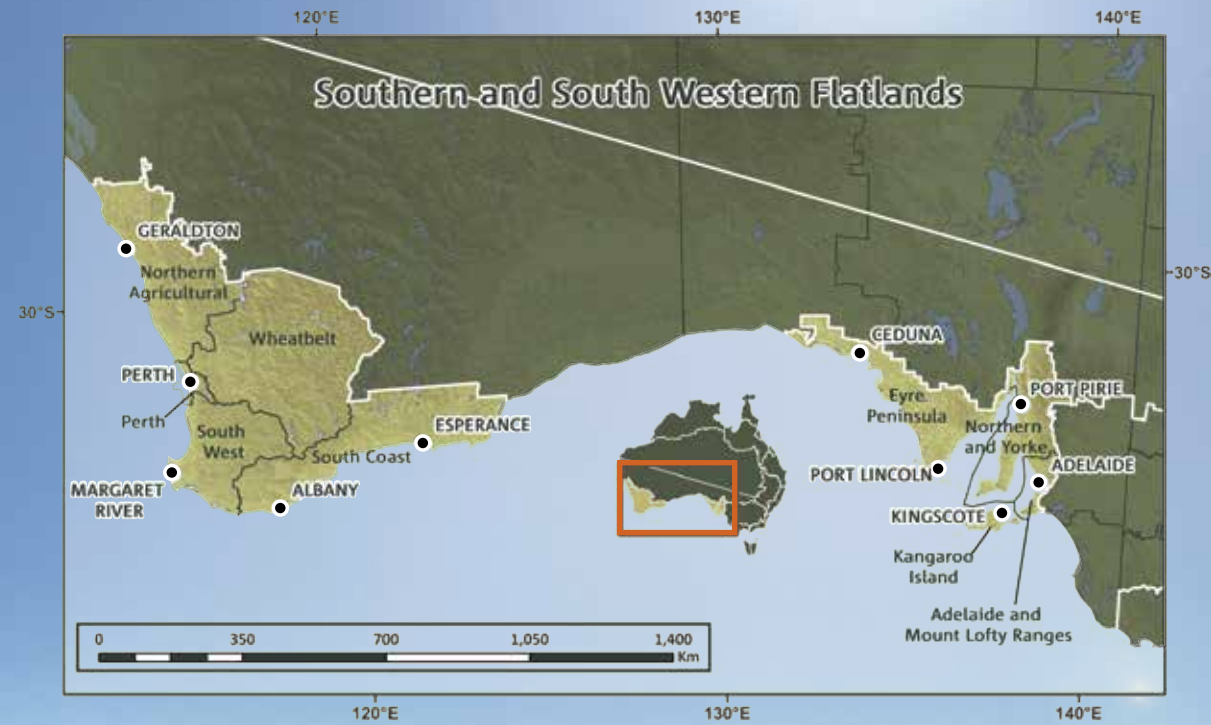 120°E 130°E 140°E
Southern and South Western Flatlands
GERALDTON
Northern
Agricultural
30°S
30°S
Wheatbelt
CEDUNA
PERTH
Perth
South
West
ESPERANCE
South Coast
MARGARET
RIVER
ALBANY
Eyre
Peninsula
PORT PIRIE
Northern
and Yorke
PORT LINCOLN
ADELAIDE
KINGSCOTE
Kangaroo
Island
Adelaide and
Mount Lofty Ranges
0 350 700 1,050 1,400
Km
120°E 130°E 140°E